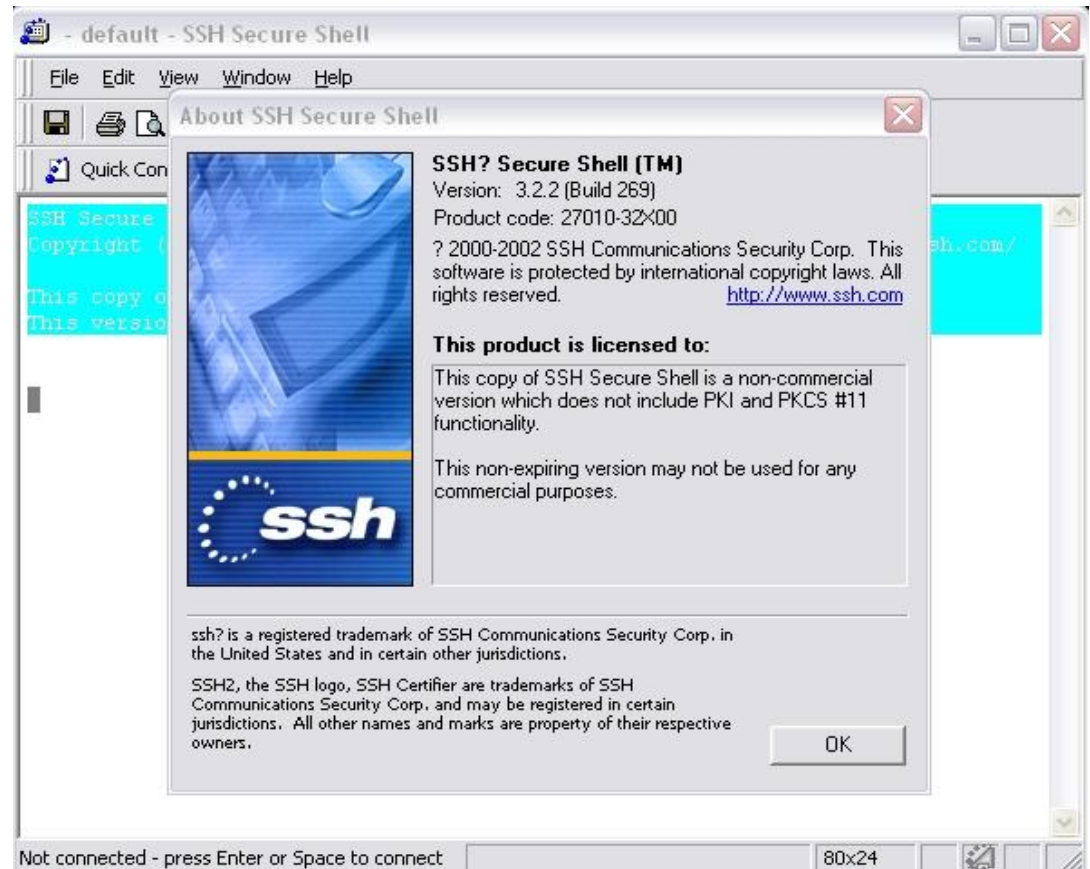 - default - SSH Secure Shell
File Edit View Window Help
About SSH Secure Shell
Quick Con
SSH? Secure Shell (TM)
Version: 3.2.2 (Build 269)
Product code: 27010-32X00
? 2000-2002 SSH Communications Security Corp. This
software is protected by international copyright laws. All
rights reserved. http://www.ssh.com
This product is licensed to:
This copy of SSH Secure Shell is a non-commercial
version which does not include PKI and PKCS #11
functionality.
This non-expiring version may not be used for any
commercial purposes.
SSH Secure
Copyright ( sh.com/
This copy o
This versio
ssh
ssh? is a registered trademark of SSH Communications Security Corp. in
the United States and in certain other jurisdictions.
SSH2, the SSH logo, SSH Certifier are trademarks of SSH
Communications Security Corp. and may be registered in certain
jurisdictions. All other names and marks are property of their respective
owners.
OK
Not connected - press Enter or Space to connect 80x24